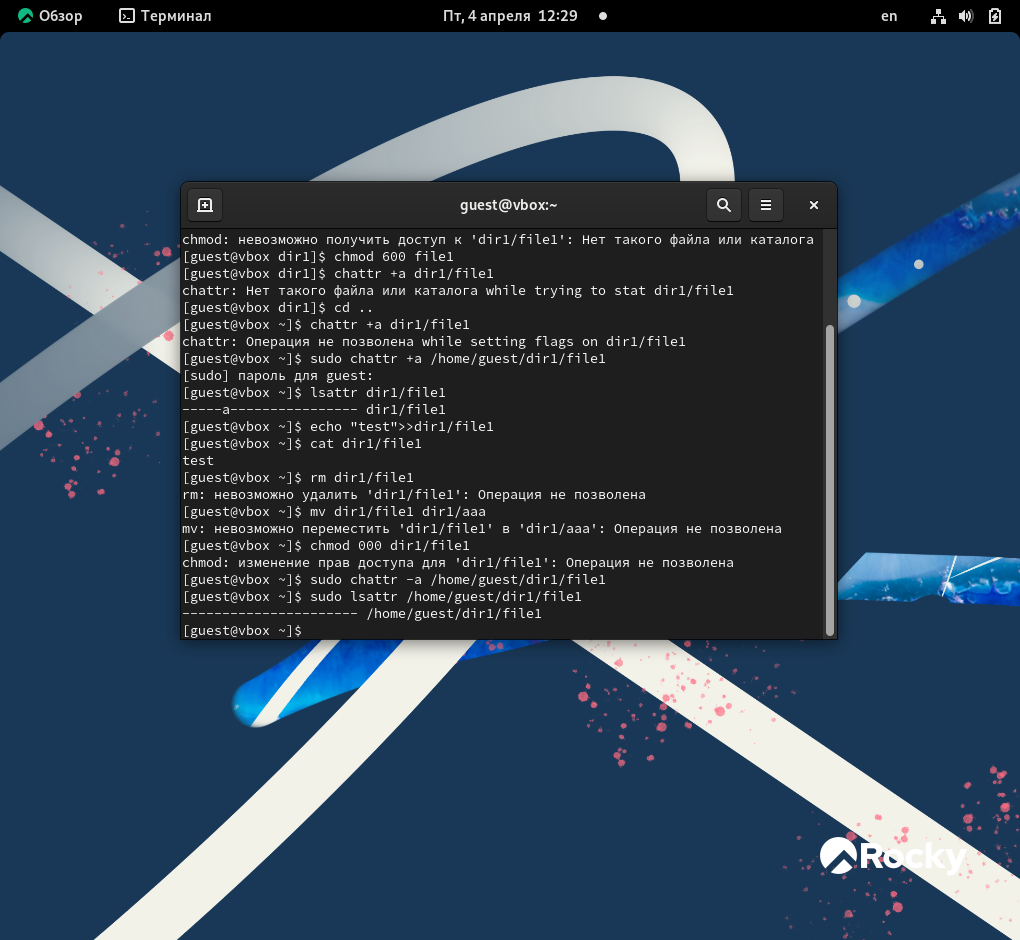 Обзор
Терминал
Пт, 4 апреля 12:29
en
guest@vbox:~
chmod: невозможно получить доступ к 'dir1/file1': Нет такого файла или каталога
[guest@vbox dir1]$ chmod 600 file1
[guest@vbox dir1]$ chattr +a dir1/file1
chattr: Нет такого файла или каталога while trying to stat dir1/file1
[guest@vbox dir1]$ cd ..
[guest@vbox ~]$ chattr +a dir1/file1
chattr: Операция не позволена while setting flags on dir1/file1
[guest@vbox ~]$ sudo chattr +a /home/guest/dir1/file1
[sudo] пароль для guest:
[guest@vbox ~]$ lsattr dir1/file1
-----a---------------- dir1/file1
[guest@vbox ~]$ echo "test">>dir1/file1
[guest@vbox ~]$ cat dir1/file1
test
[guest@vbox ~]$ rm dir1/file1
rm: невозможно удалить 'dir1/file1': Операция не позволена
[guest@vbox ~]$ mv dir1/file1 dir1/aaa
mv: невозможно переместить 'dir1/file1' в 'dir1/aaa': Операция не позволена
[guest@vbox ~]$ chmod 000 dir1/file1
chmod: изменение прав доступа для 'dir1/file1': Операция не позволена
[guest@vbox ~]$ sudo chattr -a /home/guest/dir1/file1
[guest@vbox ~]$ sudo lsattr /home/guest/dir1/file1
---------------------- /home/guest/dir1/file1
[guest@vbox ~]$
Rocky